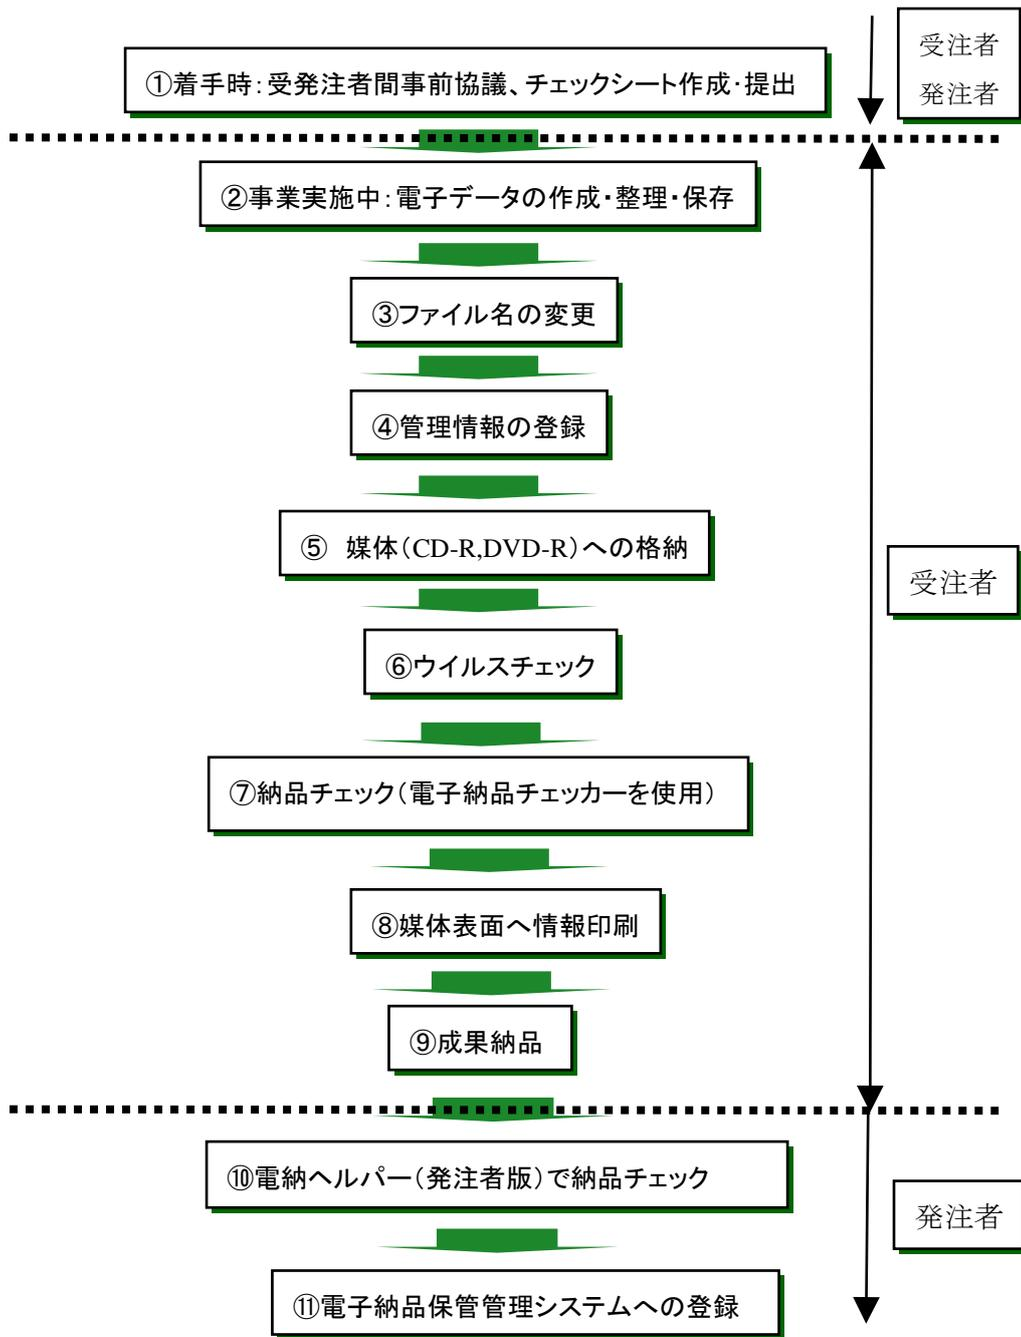 受注者
発注者
①着手時：受発注者間事前協議、チェックシート作成・提出
②事業実施中：電子データの作成・整理・保存
③ファイル名の変更
④管理情報の登録
⑤　媒体（CD-R,DVD-R）への格納
受注者
⑥ウイルスチェック
⑦納品チェック（電子納品チェッカーを使用）
⑧媒体表面へ情報印刷
⑨成果納品
⑩電納ヘルパー（発注者版）で納品チェック
発注者
⑪電子納品保管管理システムへの登録